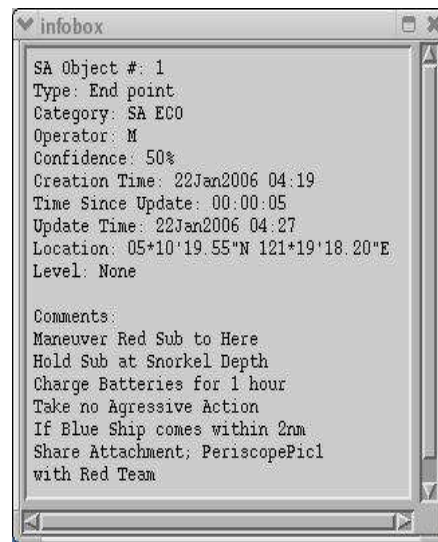 infobox
SA Object #: 1
Type: End point
Category: SA ECO
Operator: M
Confidence: 50%
Creation Time: 22Jan2006 04:19
Time Since Update: 00:00:05
Update Time: 22Jan2006 04:27
Location: 05*10'19.55"N 121*19'18.20"E
Level: None
Comments:
Maneuver Red Sub to Here
Hold Sub at Snorkel Depth
Charge Batteries for 1 hour
Take no Agressive Action
If Blue Ship comes within 2nm
Share Attachment; PeriscopePic1
with Red Team